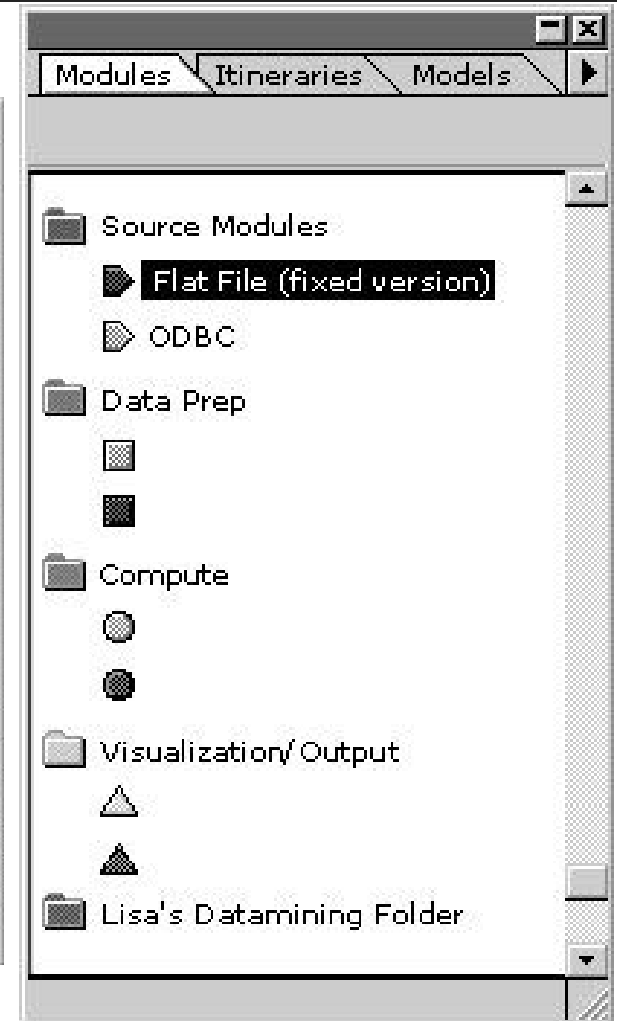 Modules Itineraries Models
Source Modules
Flat File (fixed version)
ODBC
Data Prep
Compute
Visualization/Output
Lisa's Datamining Folder